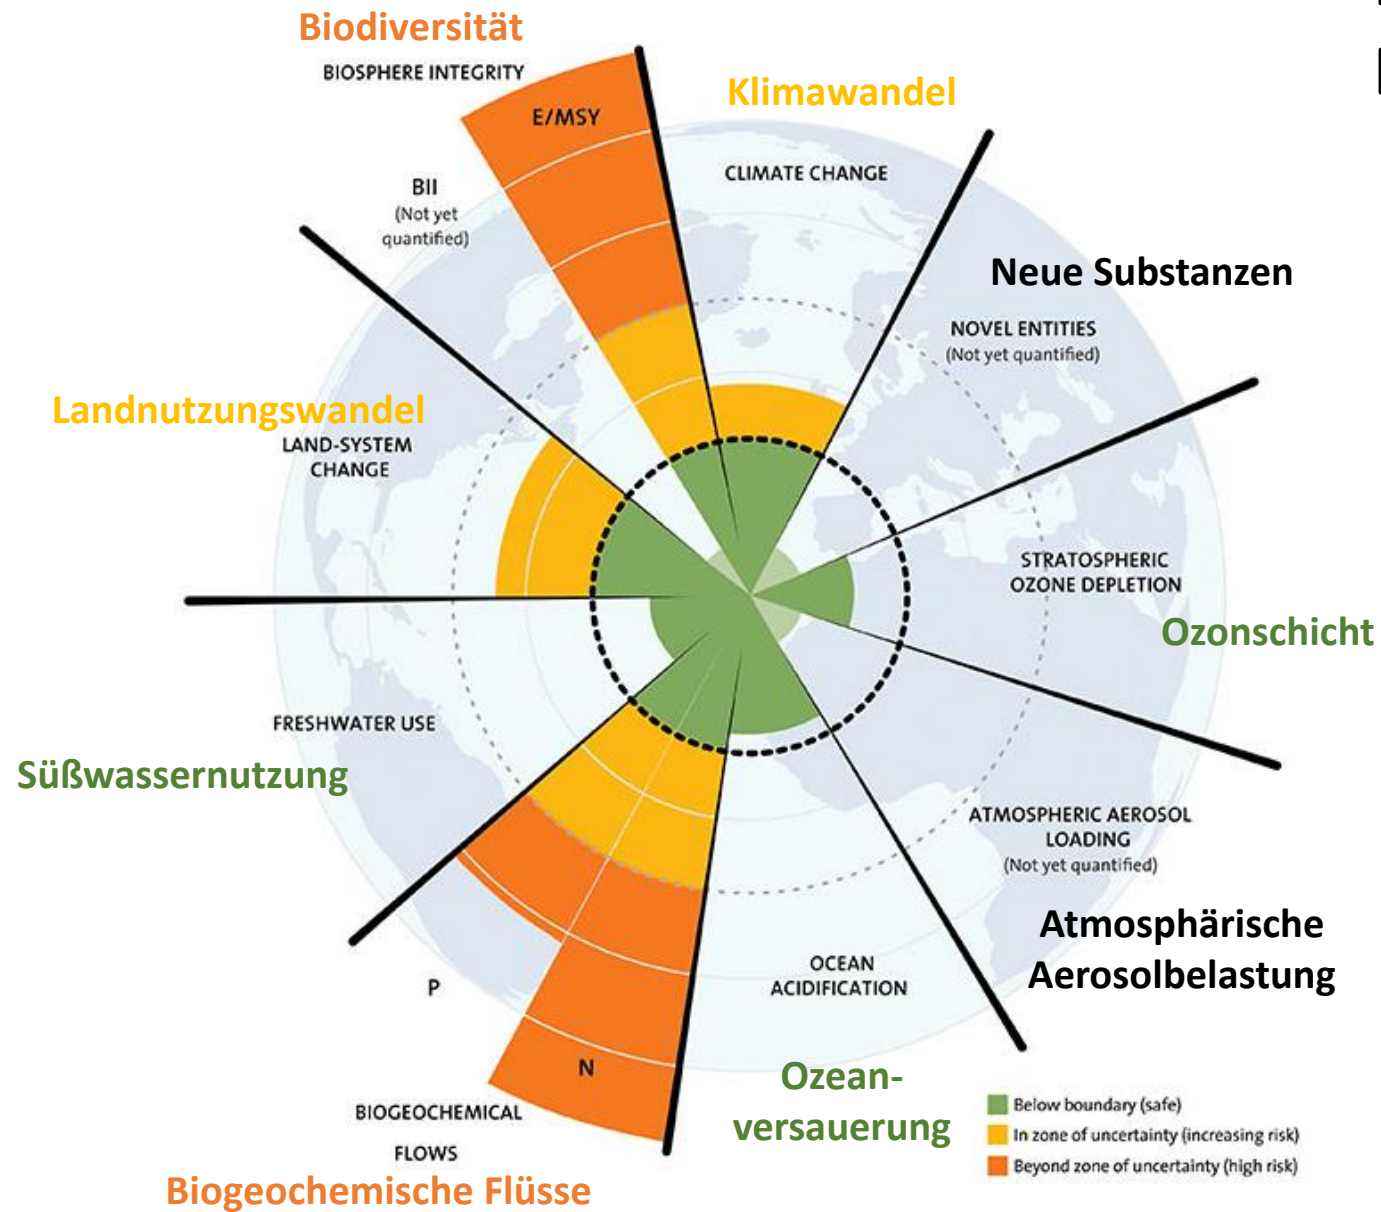 Biodiversität
BIOSPHERE INTEGRITY
E/MSY
Klimawandel
CLIMATE CHANGE
BII
(Not yet
quantified)
Neue Substanzen
NOVEL ENTITIES
(Not yet quantified)
Landnutzungswandel
LAND-SYSTEM
CHANGE
STRATOSPHERIC
OZONE DEPLETION
Ozonschicht
FRESHWATER USE
Süßwassernutzung
ATMOSPHERIC AEROSOL
LOADING
(Not yet quantified)
Atmosphärische
Aerosolbelastung
OCEAN
ACIDIFICATION
Ozean-
versauerung
P
N
BIOGEOCHEMICAL
FLOWS
Biogeochemische Flüsse
Below boundary (safe)
In zone of uncertainty (increasing risk)
Beyond zone of uncertainty (high risk)